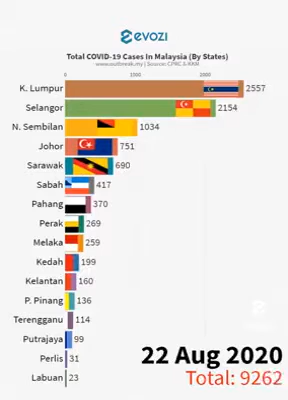 EVOZI
Total COVID-19 Cases In Malaysia (By States)
0 1000 2000
K. Lumpur 2557
Selangor 2154
N. Sembilan 1034
Johor 751
Sarawak 690
Sabah 417
Pahang 370
Perak 269
Melaka 259
Kedah 199
Kelantan 160
P. Pinang 136
Terengganu 114
Putrajaya 99
Perlis 31
Labuan 23
22 Aug 2020
Total: 9262